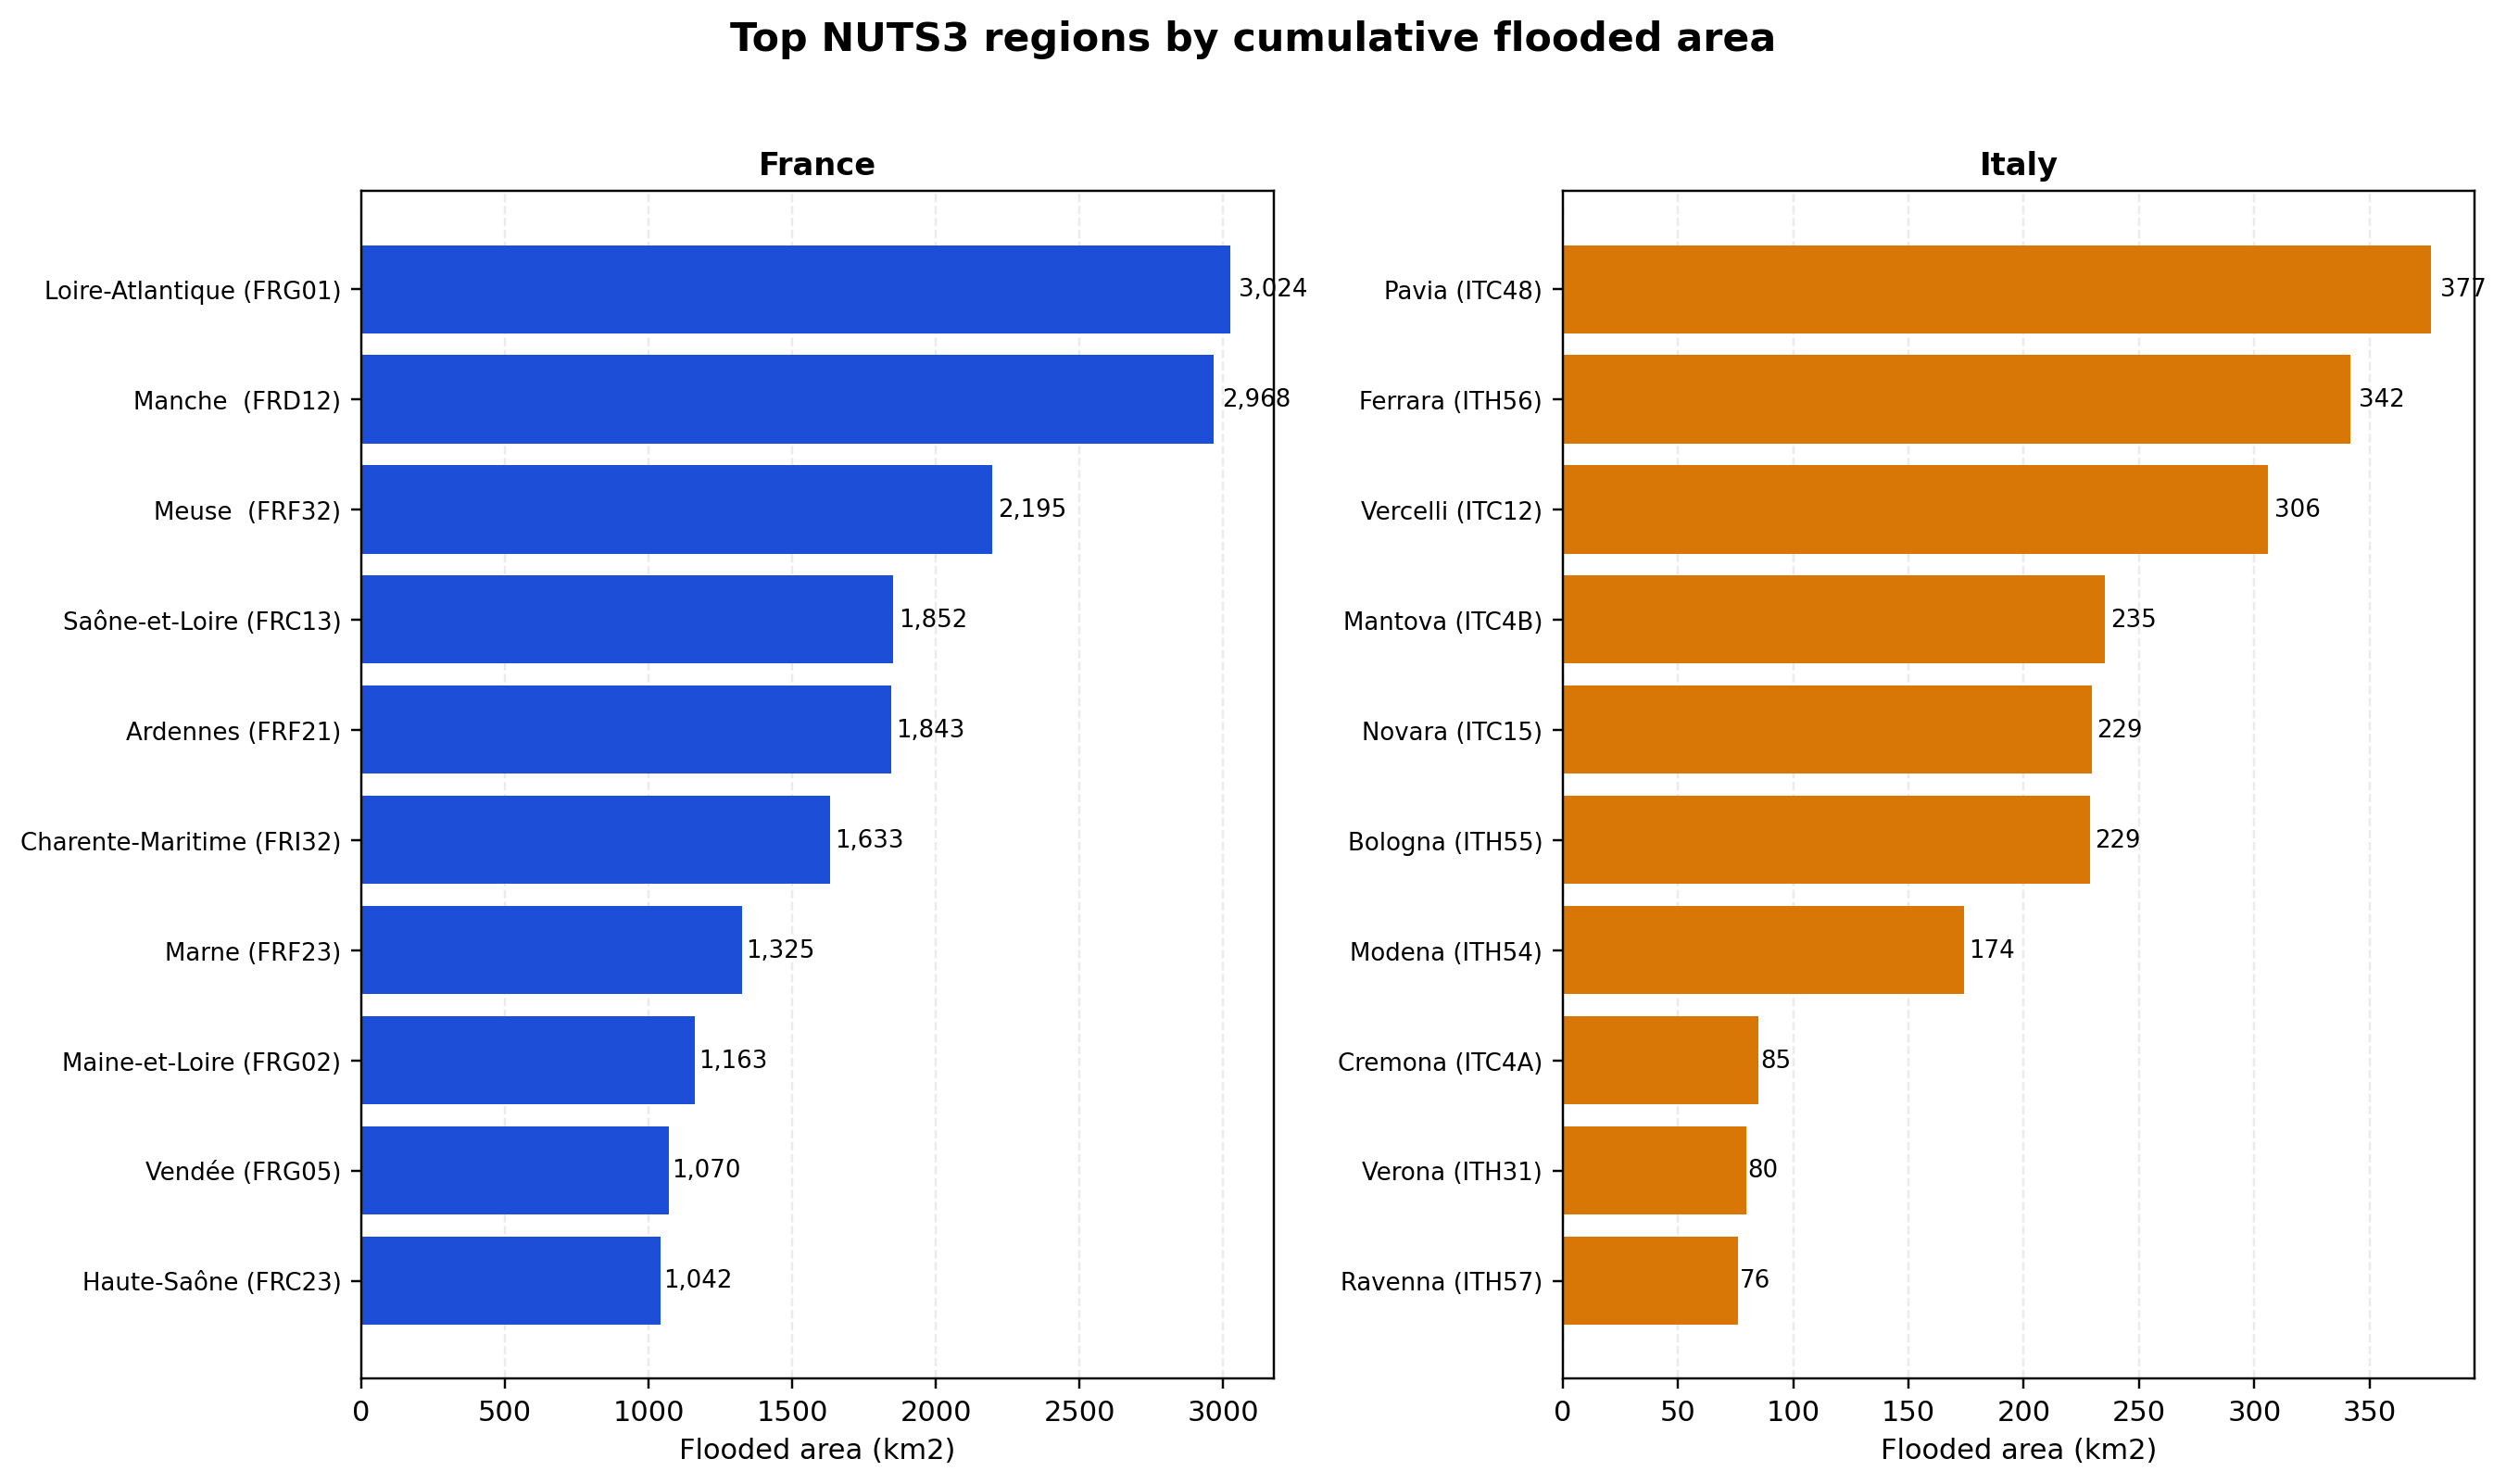 Top NUTS3 regions by cumulative flooded area
France
Loire-Atlantique (FRG01) 3,024
Manche  (FRD12) 2,968
Meuse  (FRF32) 2,195
Saône-et-Loire (FRC13) 1,852
Ardennes (FRF21) 1,843
Charente-Maritime (FRI32) 1,633
Marne (FRF23) 1,325
Maine-et-Loire (FRG02) 1,163
Vendée (FRG05) 1,070
Haute-Saône (FRC23) 1,042
0 500 1000 1500 2000 2500 3000
Flooded area (km2)
Italy
Pavia (ITC48) 377
Ferrara (ITH56) 342
Vercelli (ITC12) 306
Mantova (ITC4B) 235
Novara (ITC15) 229
Bologna (ITH55) 229
Modena (ITH54) 174
Cremona (ITC4A) 85
Verona (ITH31) 80
Ravenna (ITH57) 76
0 50 100 150 200 250 300 350
Flooded area (km2)